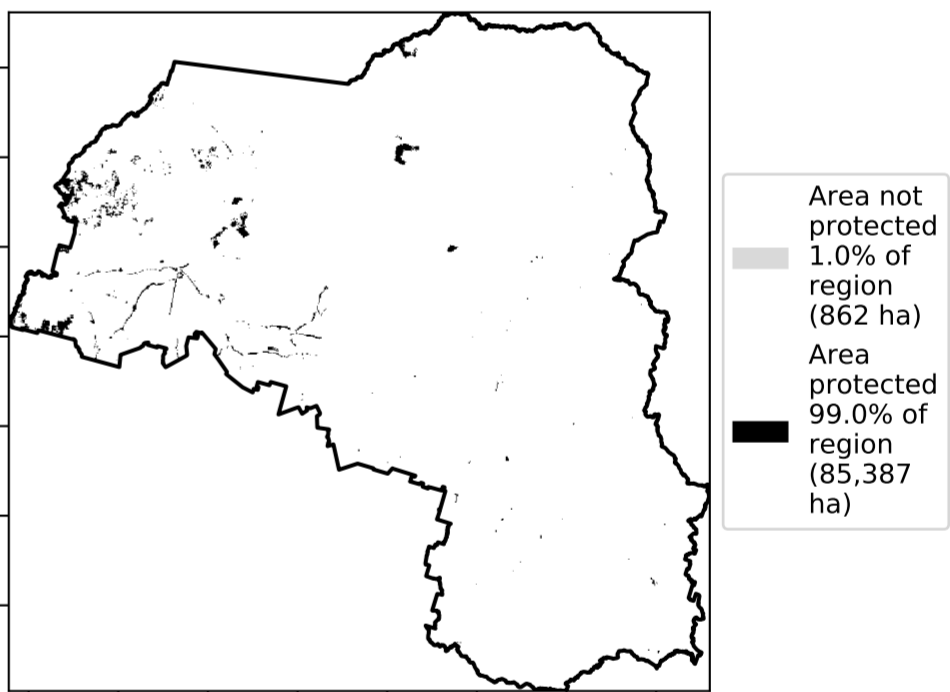 Area not
protected
1.0% of
region
(862 ha)
Area
protected
99.0% of
region
(85,387
ha)